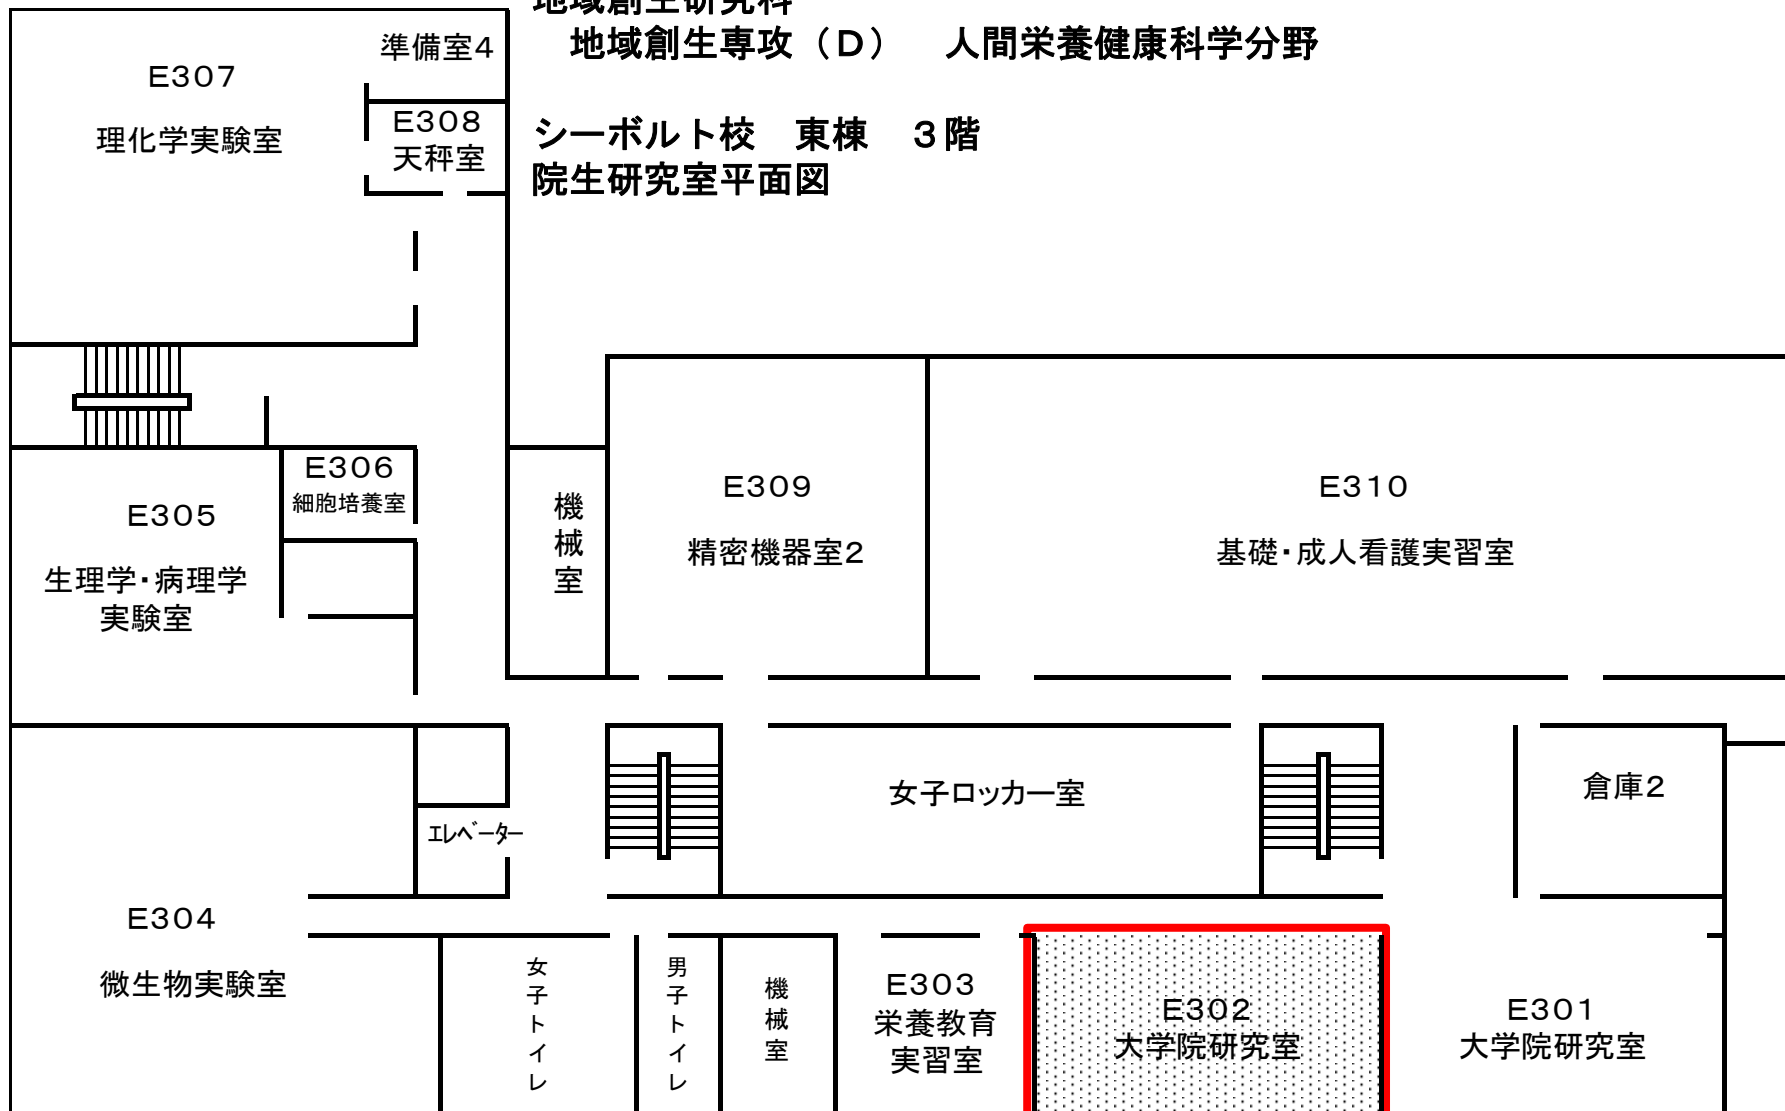 地域創生研究科
地域創生専攻（D） 人間栄養健康科学分野
シーボルト校 東棟 3階
院生研究室平面図
準備室4
E307
理化学実験室
E308
天秤室
E306
細胞培養室
E305
生理学・病理学
実験室
機械室
E309
精密機器室2
E310
基礎・成人看護実習室
女子ロッカー室
倉庫2
エレベーター
E304
微生物実験室
女子トイレ
男子トイレ
機械室
E303
栄養教育
実習室
E302
大学院研究室
E301
大学院研究室